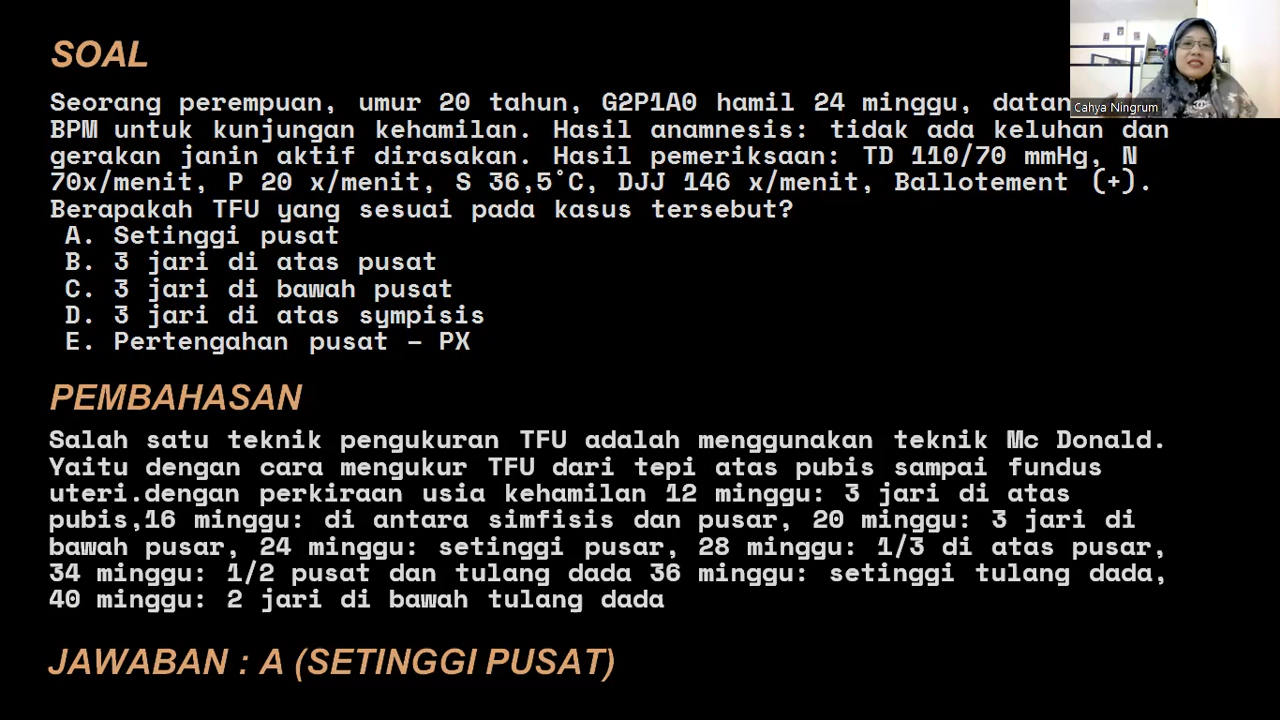 SOAL
Seorang perempuan, umur 20 tahun, G2P1A0 hamil 24 minggu,
BPM untuk kunjungan kehamilan. Hasil anamnesis: tidak ada keluhan dan
gerakan janin aktif dirasakan. Hasil pemeriksaan: TD 110/70 mmHg, N
70x/menit, P 20 x/menit, S 36,5°C, DJJ 146 x/menit, Ballotement (+).
Berapakah TFU yang sesuai pada kasus tersebut?
A. Setinggi pusat
B. 3 jari di atas pusat
C. 3 jari di bawah pusat
D. 3 jari di atas sympisis
E. Pertengahan pusat – PX
Cahya Ningrum
PEMBAHASAN
Salah satu teknik pengukuran TFU adalah menggunakan teknik Mc Donald.
Yaitu dengan cara mengukur TFU dari tepi atas pubis sampai fundus
uteri.dengan perkiraan usia kehamilan 12 minggu: 3 jari di atas
pubis,16 minggu: di antara simfisis dan pusar, 20 minggu: 3 jari di
bawah pusar, 24 minggu: setinggi pusar, 28 minggu: 1/3 di atas pusar,
34 minggu: 1/2 pusat dan tulang dada 36 minggu: setinggi tulang dada,
40 minggu: 2 jari di bawah tulang dada
JAWABAN : A (SETINGGI PUSAT)